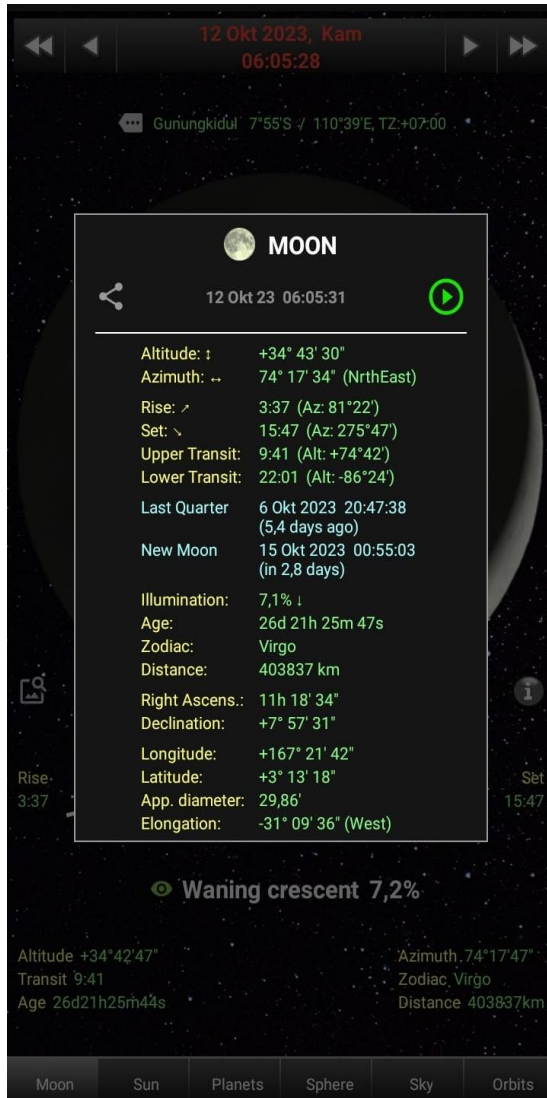 12 Okt 2023, Kam
06:05:28
Gunungkidul 7°55'S / 110°39'E, TZ:+07:00
MOON
12 Okt 23 06:05:31
Altitude: ↕ +34° 43' 30"
Azimuth: ↔ 74° 17' 34" (NrthEast)
Rise: ↗ 3:37 (Az: 81°22')
Set: ↘ 15:47 (Az: 275°47')
Upper Transit: 9:41 (Alt: +74°42')
Lower Transit: 22:01 (Alt: -86°24')
Last Quarter 6 Okt 2023 20:47:38
(5,4 days ago)
New Moon 15 Okt 2023 00:55:03
(in 2,8 days)
Illumination: 7,1% ↓
Age: 26d 21h 25m 47s
Zodiac: Virgo
Distance: 403837 km
Right Ascens.: 11h 18' 34"
Declination: +7° 57' 31"
Longitude: +167° 21' 42"
Latitude: +3° 13' 18"
App. diameter: 29,86'
Elongation: -31° 09' 36" (West)
Rise Set
3:37 15:47
Waning crescent 7,2%
Altitude +34°42'47" Azimuth 74°17'47"
Transit 9:41 Zodiac Virgo
Age 26d21h25m44s Distance 403837km
Moon Sun Planets Sphere Sky Orbits